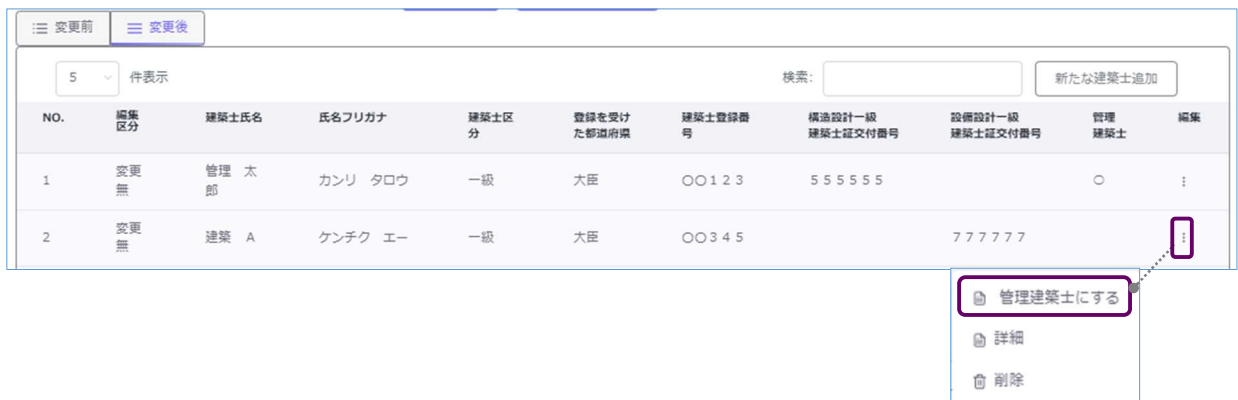 変更前 変更後
5 件表示 検索: 新たな建築士追加
NO. 編集区分 建築士氏名 氏名フリガナ 建築士区分 登録を受けた都道府県 建築士登録番号 構造設計一級建築士証交付番号 設備設計一級建築士証交付番号 管理建築士 編集
1 変更無 管理 太郎 カンリ タロウ 一級 大臣 〇〇123 555555 〇
2 変更無 建築 A ケンチク エー 一級 大臣 〇〇345 777777
管理建築士にする
詳細
削除